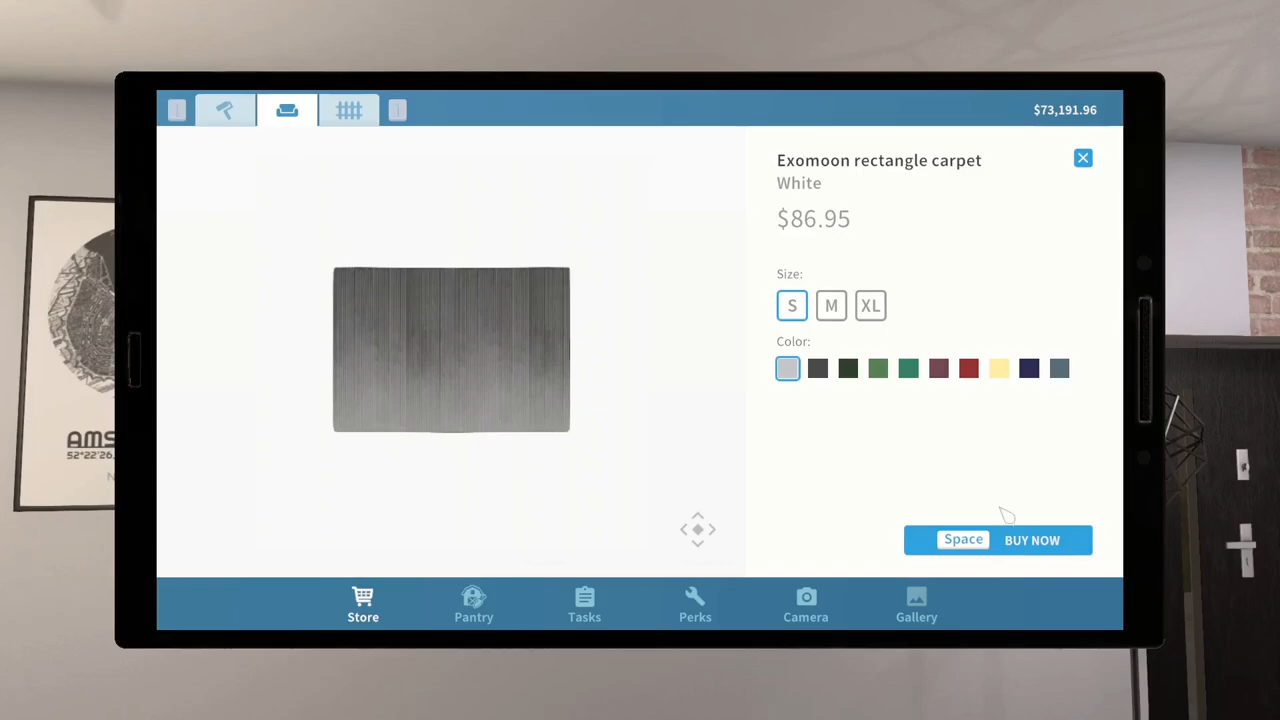 $73,191.96
Exomoon rectangle carpet
White
$86.95
Size:
S M XL
Color:
Space BUY NOW
Store Pantry Tasks Perks Camera Gallery
AMS
52°22'26,
N